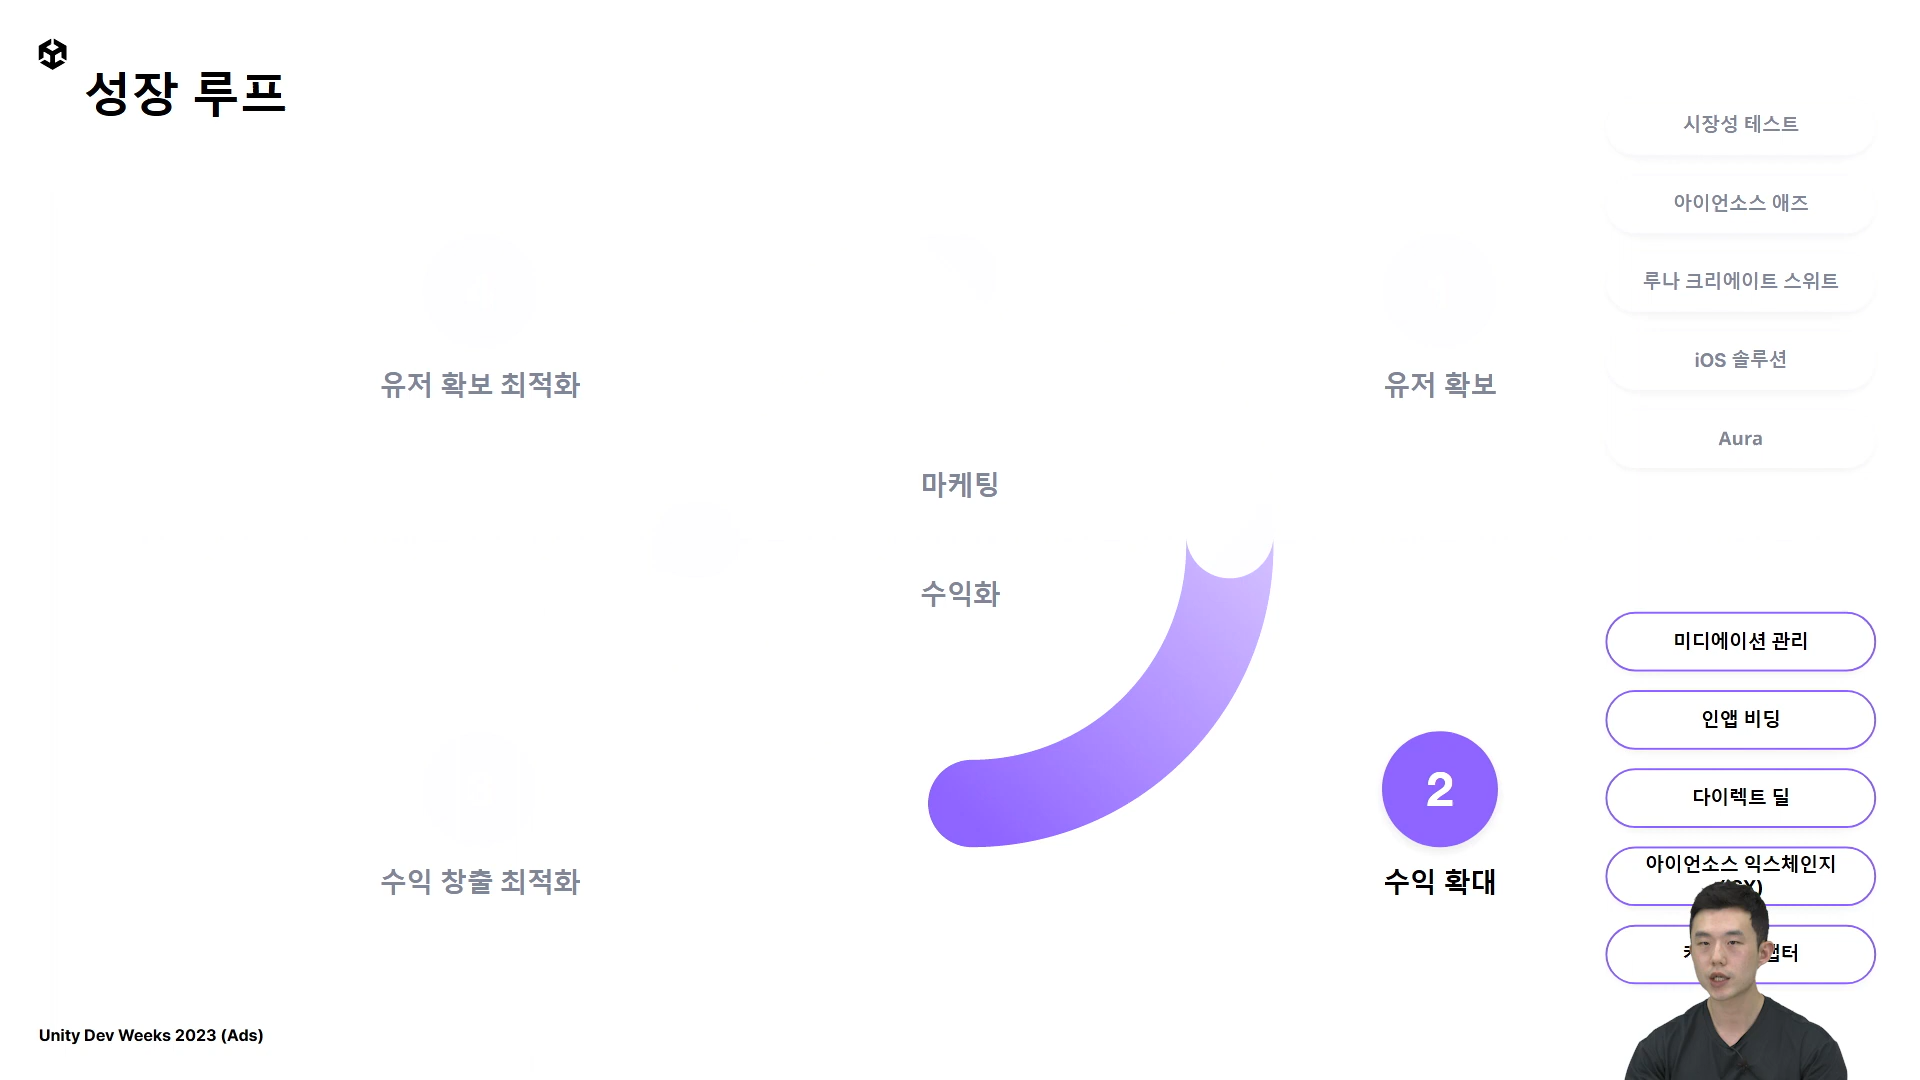 성장 루프
시장성 테스트
아이언소스 애즈
루나 크리에이트 스위트
iOS 솔루션
Aura
유저 확보 최적화
유저 확보
마케팅
수익화
미디에이션 관리
인앱 비딩
다이렉트 딜
아이언소스 익스체인지
2
수익 창출 최적화
수익 확대
Unity Dev Weeks 2023 (Ads)